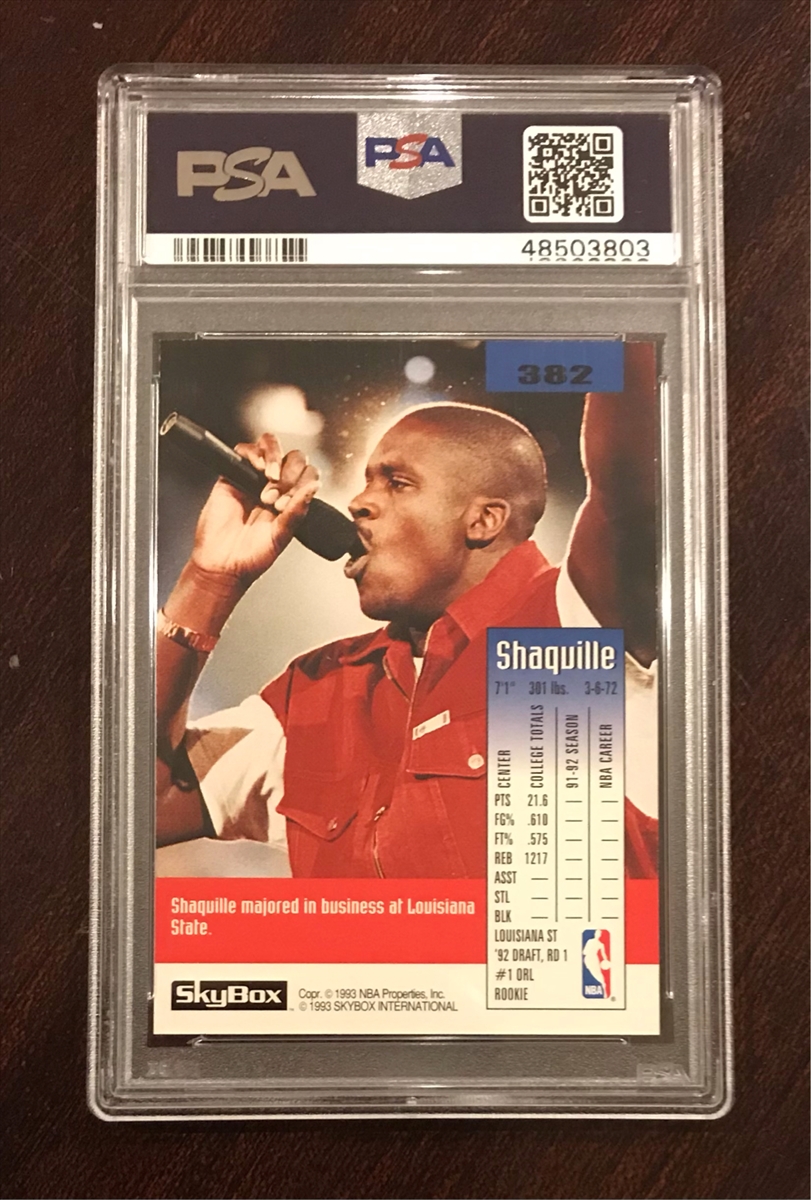 PSA
PSA
48503803
382
Shaquille
7'1" 301 lbs. 3-6-72
CENTER COLLEGE TOTALS 91-92 SEASON NBA CAREER
PTS 21.6 — —
FG% .610 — —
FT% .575 — —
REB 1217 — —
ASST — — —
STL — — —
BLK — — —
LOUISIANA ST
'92 DRAFT, RD 1
#1 ORL
ROOKIE
NBA
Shaquille majored in business at Louisiana
State.
SkyBox
Copr. © 1993 NBA Properties, Inc.
© 1993 SKYBOX INTERNATIONAL
PSA